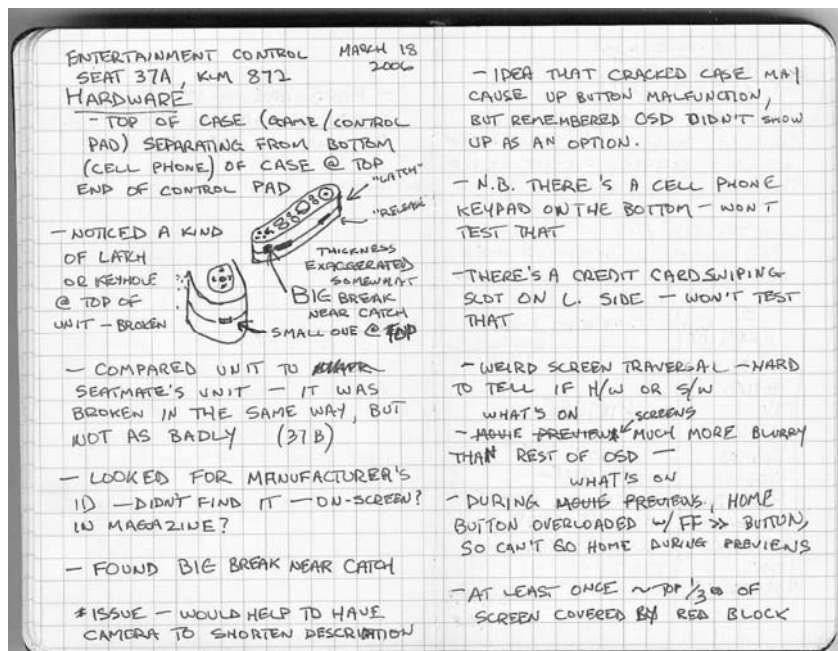 ENTERTAINMENT CONTROL MARCH 18
SEAT 37A, KLM 872 2006
HARDWARE
- TOP OF CASE (GAME/CONTROL
PAD) SEPARATING FROM BOTTOM
(CELL PHONE) OF CASE @ TOP
END OF CONTROL PAD
"LATCH"
"RELEASE"
- NOTICED A KIND
OF LATCH
OR KEYHOLE
@ TOP OF
UNIT - BROKEN
THICKNESS
EXAGGERATED
SOMEWHAT
BIG BREAK
NEAR CATCH
SMALL ONE @ TOP
- COMPARED UNIT TO
SEATMATE'S UNIT - IT WAS
BROKEN IN THE SAME WAY, BUT
NOT AS BADLY (37B)
- LOOKED FOR MANUFACTURER'S
ID - DIDN'T FIND IT - ON-SCREEN?
IN MAGAZINE?
- FOUND BIG BREAK NEAR CATCH
# ISSUE - WOULD HELP TO HAVE
CAMERA TO SHORTEN DESCRIPTION
- IDEA THAT CRACKED CASE MAY
CAUSE UP BUTTON MALFUNCTION,
BUT REMEMBERED OSD DIDN'T SHOW
UP AS AN OPTION.
- N.B. THERE'S A CELL PHONE
KEYPAD ON THE BOTTOM - WON'T
TEST THAT
- THERE'S A CREDIT CARD SWIPING
SLOT ON L. SIDE - WON'T TEST
THAT
- WEIRD SCREEN TRAVERSAL - HARD
TO TELL IF H/W OR S/W
WHAT'S ON SCREENS
- MOVIE PREVIEWS MUCH MORE BLURRY
THAN REST OF OSD -
WHAT'S ON
- DURING MOVIE PREVIEWS, HOME
BUTTON OVERLOADED W/ FF >> BUTTON,
SO CAN'T GO HOME DURING PREVIEWS
- AT LEAST ONCE ~TOP 1/3 OF
SCREEN COVERED BY RED BLOCK